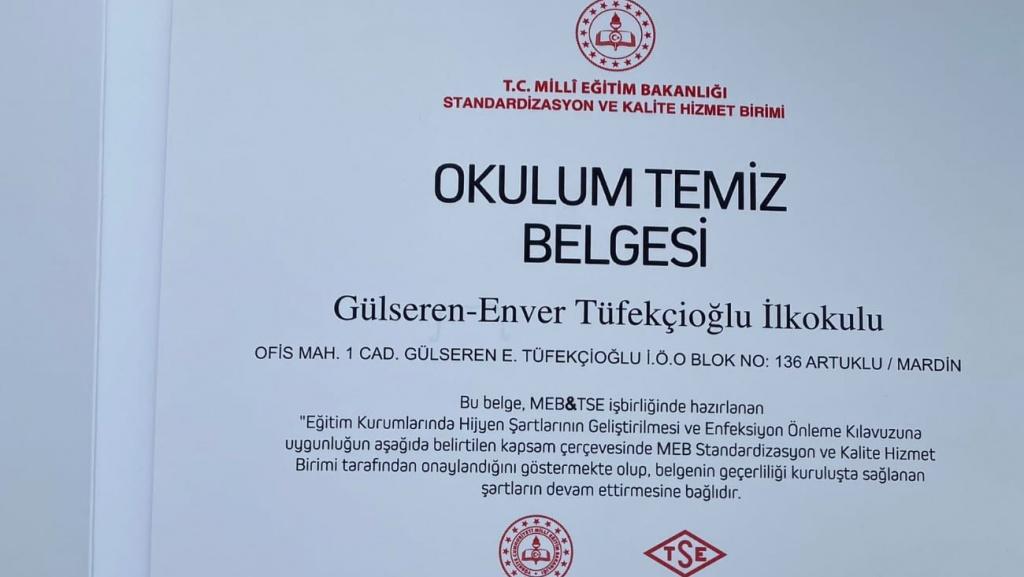 T.C. MİLLÎ EĞİTİM BAKANLIĞI
STANDARDİZASYON VE KALİTE HİZMET BİRİMİ
OKULUM TEMİZ
BELGESİ
Gülseren-Enver Tüfekçioğlu İlkokulu
OFİS MAH. 1 CAD. GÜLSEREN E. TÜFEKÇİOĞLU İ.Ö.O BLOK NO: 136 ARTUKLU / MARDİN
Bu belge, MEB&TSE işbirliğinde hazırlanan
"Eğitim Kurumlarında Hijyen Şartlarının Geliştirilmesi ve Enfeksiyon Önleme Kılavuzuna
uygunluğun aşağıda belirtilen kapsam çerçevesinde MEB Standardizasyon ve Kalite Hizmet
Birimi tarafından onaylandığını göstermekte olup, belgenin geçerliliği kuruluşta sağlanan
şartların devam ettirmesine bağlıdır.
TSE